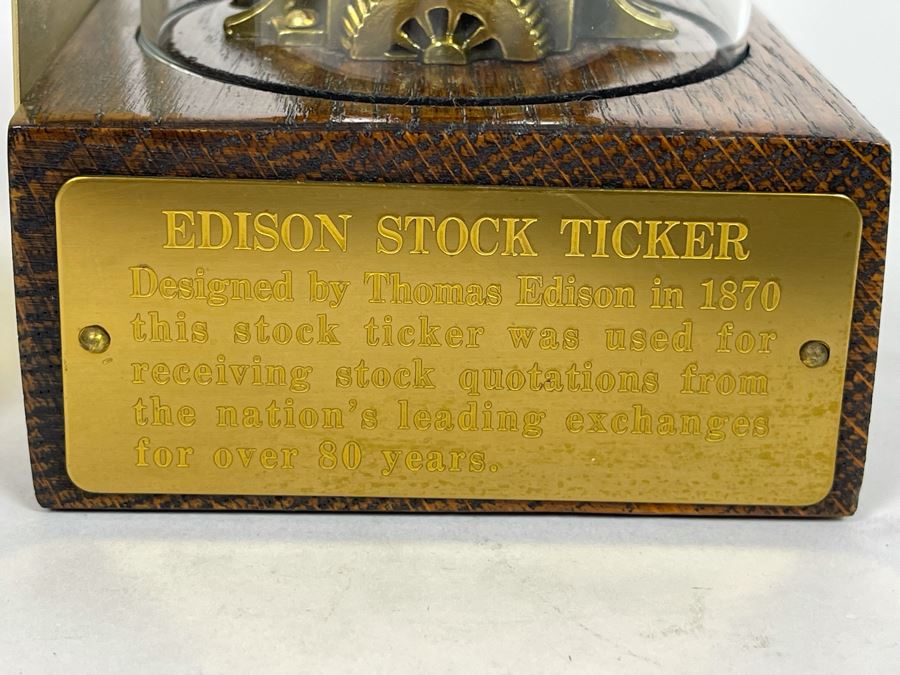 EDISON STOCK TICKER
Designed by Thomas Edison in 1870
this stock ticker was used for
receiving stock quotations from
the nation's leading exchanges
for over 80 years.